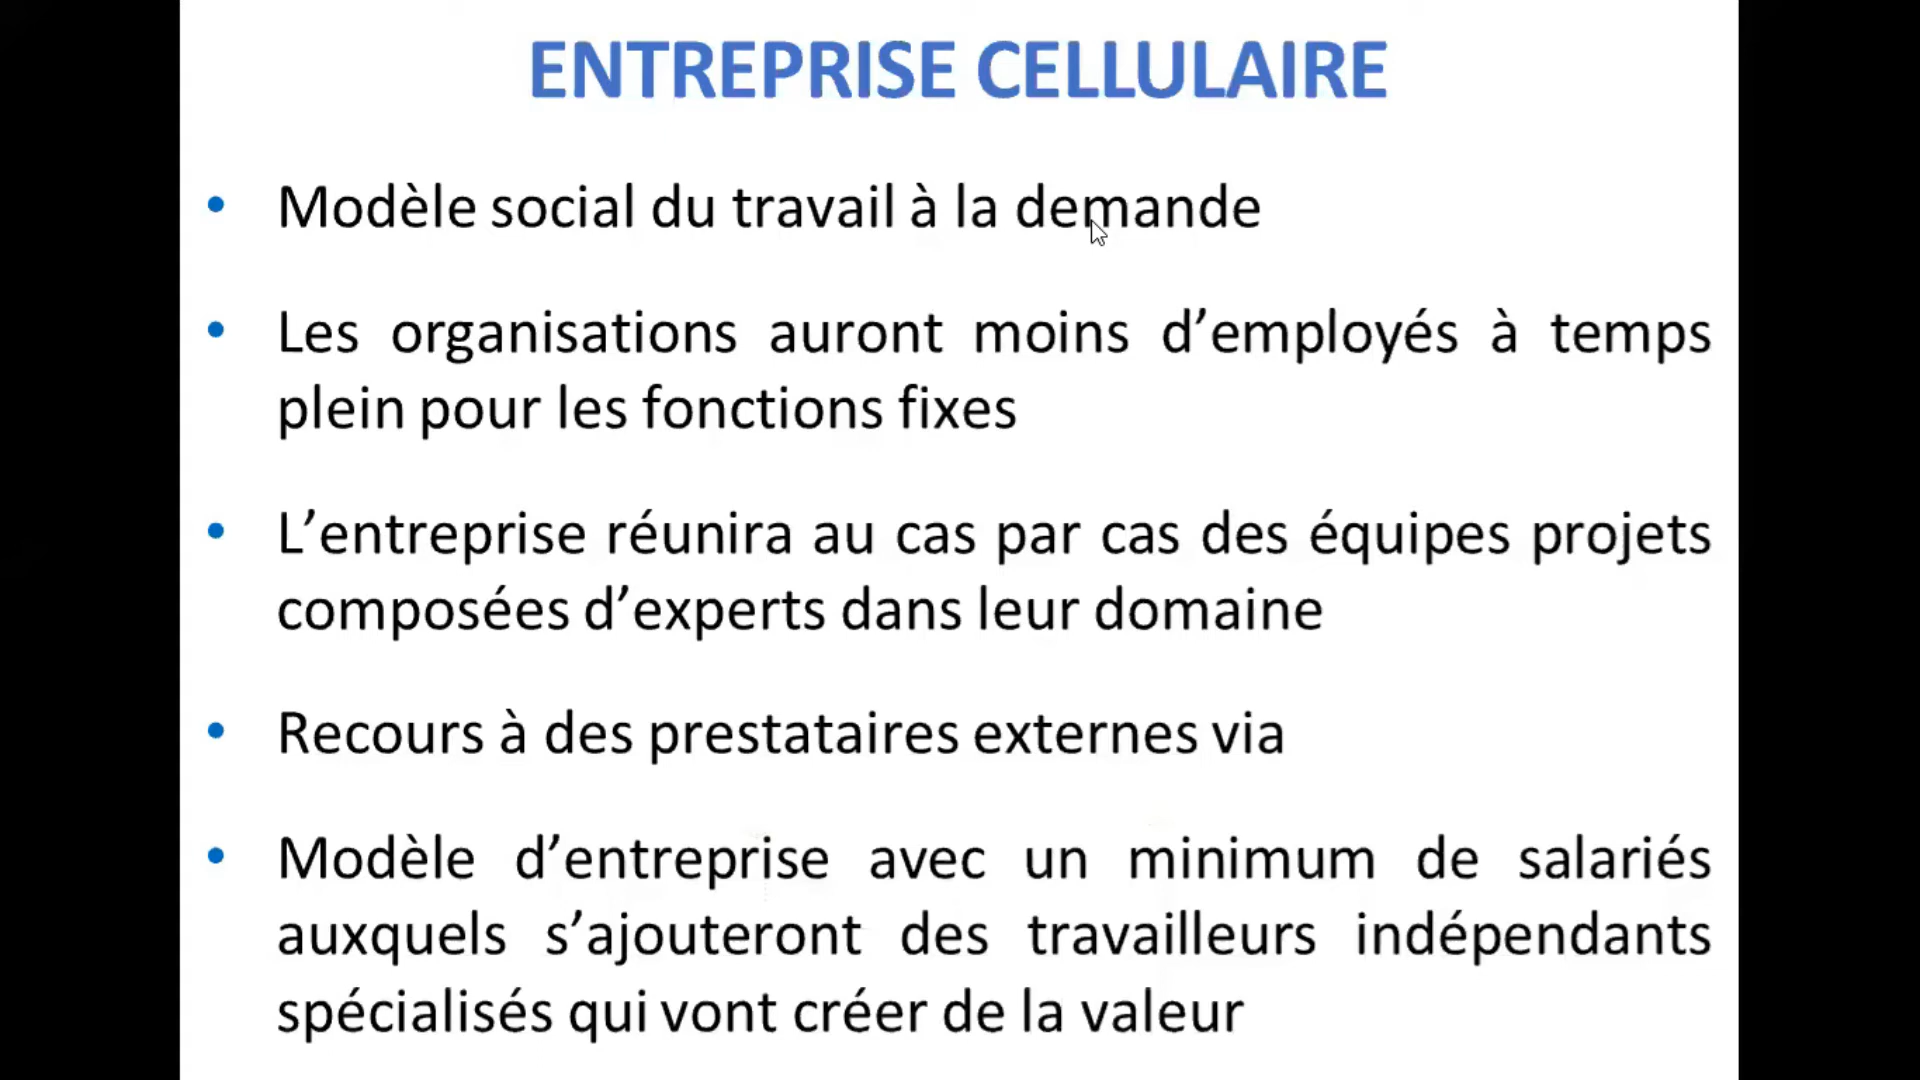 ENTREPRISE CELLULAIRE
• Modèle social du travail à la demande
• Les organisations auront moins d’employés à temps
plein pour les fonctions fixes
• L’entreprise réunira au cas par cas des équipes projets
composées d’experts dans leur domaine
• Recours à des prestataires externes via
• Modèle d’entreprise avec un minimum de salariés
auxquels s’ajouteront des travailleurs indépendants
spécialisés qui vont créer de la valeur